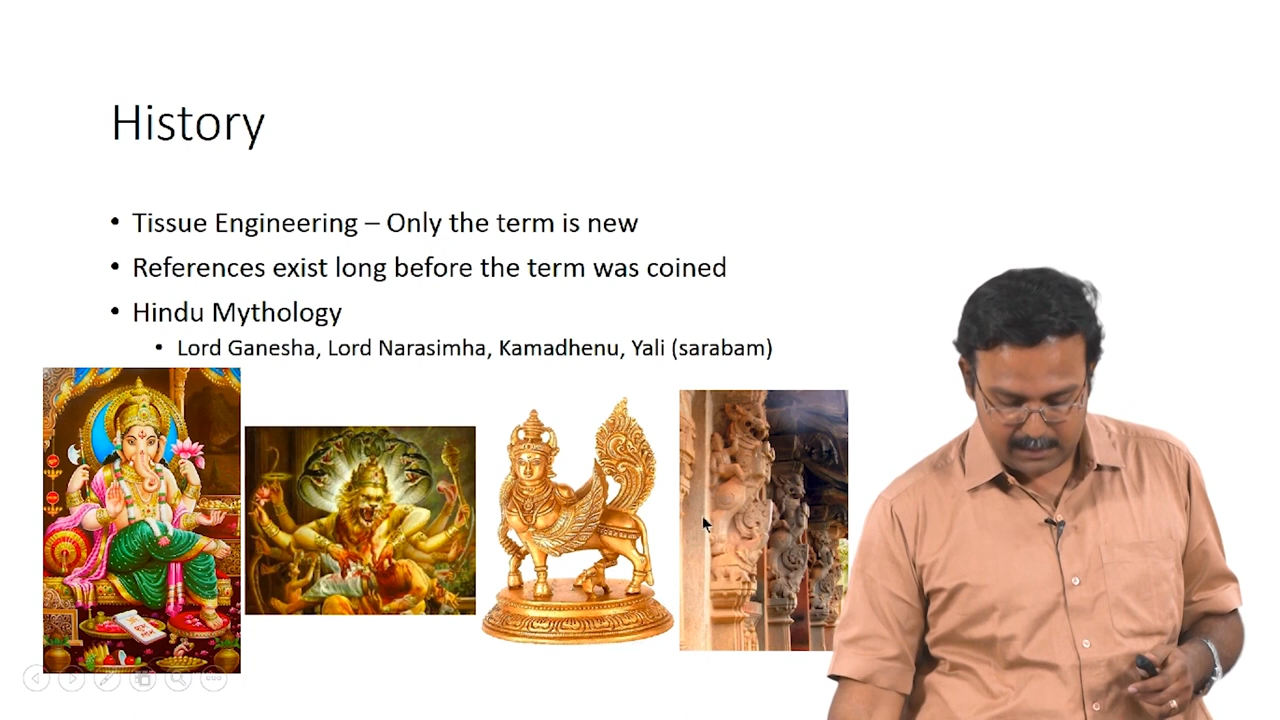 History
• Tissue Engineering – Only the term is new
• References exist long before the term was coined
• Hindu Mythology
• Lord Ganesha, Lord Narasimha, Kamadhenu, Yali (sarabam)